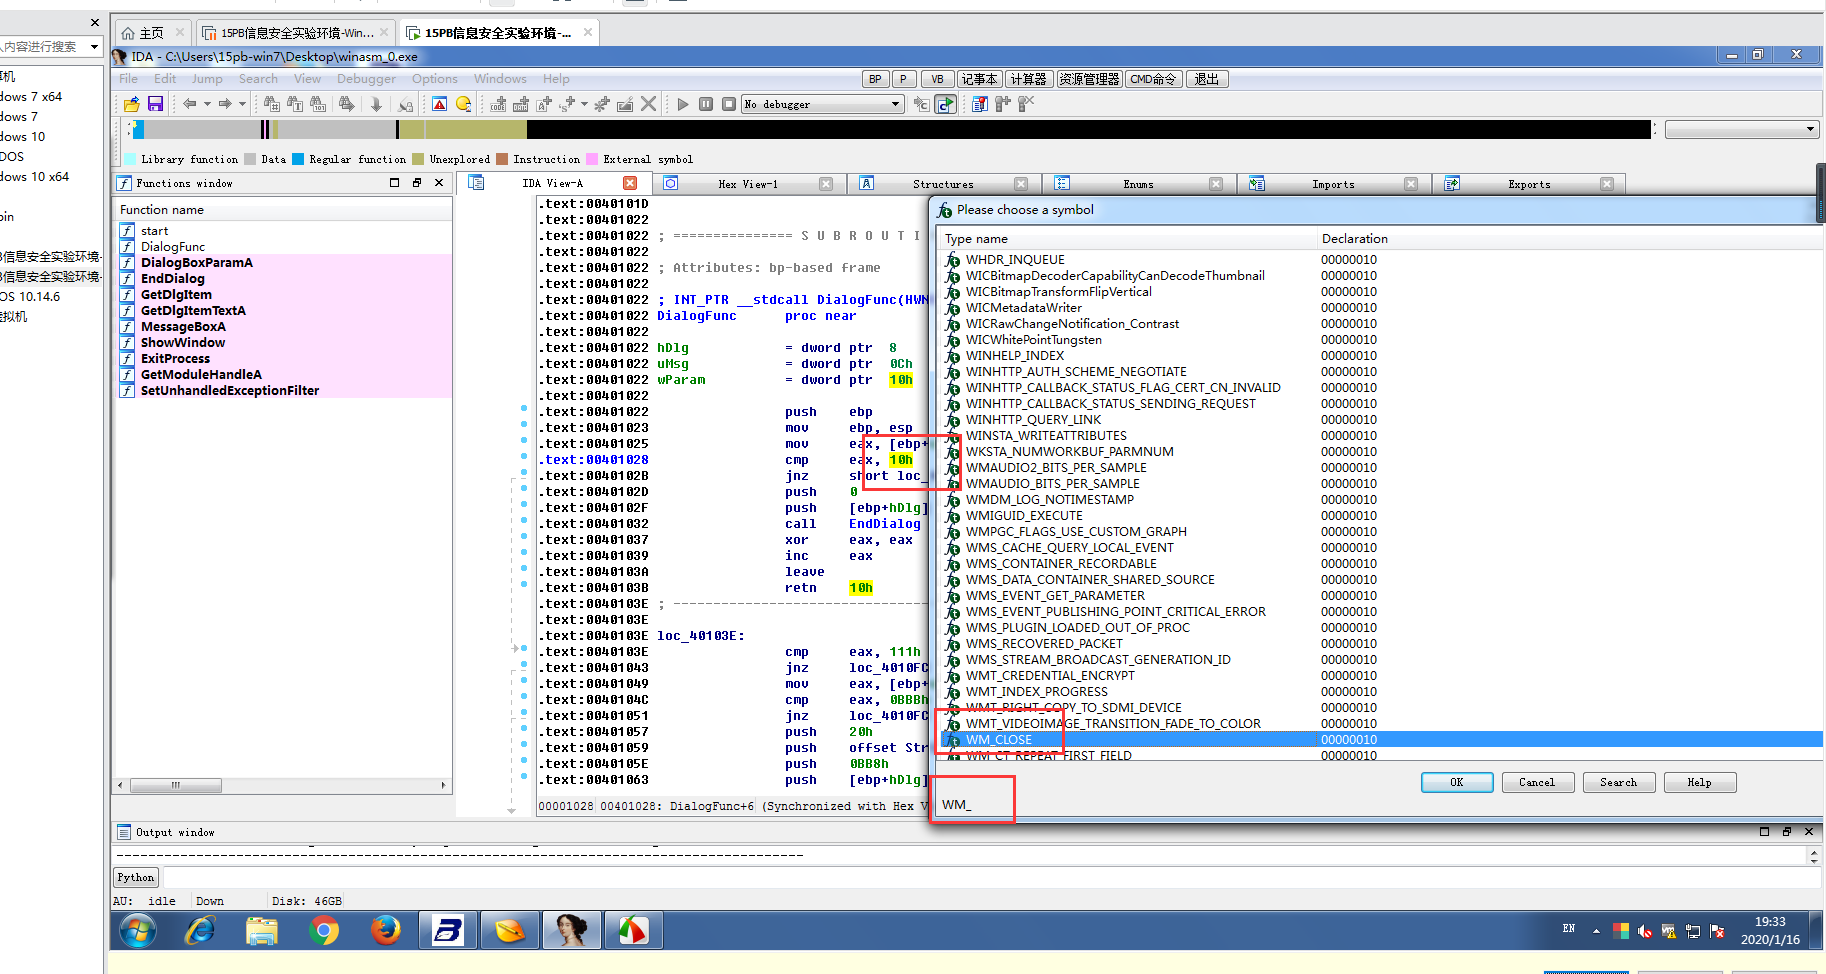 主页
15PB信息安全实验环境-Win...
15PB信息安全实验环境-...
人内容进行搜索
IDA - C:\Users\15pb-win7\Desktop\winasm_0.exe
File Edit Jump Search View Debugger Options Windows Help
BP P VB 记事本 计算器 资源管理器 CMD命令 退出
No debugger
Library function Data Regular function Unexplored Instruction External symbol
dows 7 x64
dows 7
dows 10
DOS
dows 10 x64
信息安全实验环境-
信息安全实验环境-
OS 10.14.6
拟机
Functions window
Function name
start
DialogFunc
DialogBoxParamA
EndDialog
GetDlgItem
GetDlgItemTextA
MessageBoxA
ShowWindow
ExitProcess
GetModuleHandleA
SetUnhandledExceptionFilter
IDA View-A Hex View-1 Structures Enums Imports Exports
.text:0040101D
.text:00401022
.text:00401022 ; =============== S U B R O U T I
.text:00401022
.text:00401022 ; Attributes: bp-based frame
.text:00401022
.text:00401022 ; INT_PTR __stdcall DialogFunc(HWN
.text:00401022 DialogFunc proc near
.text:00401022
.text:00401022 hDlg = dword ptr 8
.text:00401022 uMsg = dword ptr 0Ch
.text:00401022 wParam = dword ptr 10h
.text:00401022
.text:00401022 push ebp
.text:00401023 mov ebp, esp
.text:00401025 mov eax, [ebp+
.text:00401028 cmp eax, 10h
.text:0040102B jnz short loc_
.text:0040102D push 0
.text:0040102F push [ebp+hDlg]
.text:00401032 call EndDialog
.text:00401037 xor eax, eax
.text:00401039 inc eax
.text:0040103A leave
.text:0040103B retn 10h
.text:0040103E ; --------------------------------
.text:0040103E
.text:0040103E loc_40103E:
.text:0040103E cmp eax, 111h
.text:00401043 jnz loc_4010FC
.text:00401049 mov eax, [ebp+
.text:0040104C cmp eax, 0BBBh
.text:00401051 jnz loc_4010FC
.text:00401057 push 20h
.text:00401059 push offset Str
.text:0040105E push 0BB8h
.text:00401063 push [ebp+hDlg]
00001028 00401028: DialogFunc+6 (Synchronized with Hex V
Please choose a symbol
Type name Declaration
WHDR_INQUEUE 00000010
WICBitmapDecoderCapabilityCanDecodeThumbnail 00000010
WICBitmapTransformFlipVertical 00000010
WICMetadataWriter 00000010
WICRawChangeNotification_Contrast 00000010
WICWhitePointTungsten 00000010
WINHELP_INDEX 00000010
WINHTTP_AUTH_SCHEME_NEGOTIATE 00000010
WINHTTP_CALLBACK_STATUS_FLAG_CERT_CN_INVALID 00000010
WINHTTP_CALLBACK_STATUS_SENDING_REQUEST 00000010
WINHTTP_QUERY_LINK 00000010
WINSTA_WRITEATTRIBUTES 00000010
WKSTA_NUMWORKBUF_PARMNUM 00000010
WMAUDIO2_BITS_PER_SAMPLE 00000010
WMAUDIO_BITS_PER_SAMPLE 00000010
WMDM_LOG_NOTIMESTAMP 00000010
WMIGUID_EXECUTE 00000010
WMPGC_FLAGS_USE_CUSTOM_GRAPH 00000010
WMS_CACHE_QUERY_LOCAL_EVENT 00000010
WMS_CONTAINER_RECORDABLE 00000010
WMS_DATA_CONTAINER_SHARED_SOURCE 00000010
WMS_EVENT_GET_PARAMETER 00000010
WMS_EVENT_PUBLISHING_POINT_CRITICAL_ERROR 00000010
WMS_PLUGIN_LOADED_OUT_OF_PROC 00000010
WMS_RECOVERED_PACKET 00000010
WMS_STREAM_BROADCAST_GENERATION_ID 00000010
WMT_CREDENTIAL_ENCRYPT 00000010
WMT_INDEX_PROGRESS 00000010
WMT_RIGHT_COPY_TO_SDMI_DEVICE 00000010
WMT_VIDEOIMAGE_TRANSITION_FADE_TO_COLOR 00000010
WM_CLOSE 00000010
WM_CT_REPEAT_FIRST_FIELD 00000010
OK Cancel Search Help
WM_
Output window
Python
AU: idle Down Disk: 46GB
EN
19:33
2020/1/16